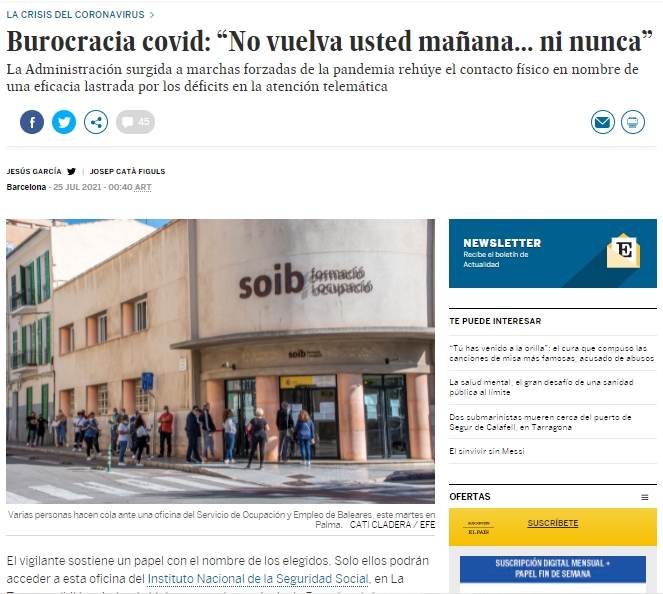 LA CRISIS DEL CORONAVIRUS >
Burocracia covid: “No vuelva usted mañana... ni nunca”
La Administración surgida a marchas forzadas de la pandemia rehúye el contacto físico en nombre de
una eficacia lastrada por los déficits en la atención telemática
45
JESÚS GARCÍA | JOSEP CATÀ FIGULS
Barcelona - 25 JUL 2021 - 00:40 ART
soib formació
ocupació
soib
NEWSLETTER
Recibe el boletín de
Actualidad
E
TE PUEDE INTERESAR
“Tú has venido a la orilla”: el cura que compuso las
canciones de misa más famosas, acusado de abusos
La salud mental, el gran desafío de una sanidad
pública al límite
Dos submarinistas mueren cerca del puerto de
Segur de Calafell, en Tarragona
El sinvivir sin Messi
OFERTAS
SUSCRIPCIÓN
EL PAÍS
SUSCRÍBETE
SUSCRIPCIÓN DIGITAL MENSUAL +
PAPEL FIN DE SEMANA
Varias personas hacen cola ante una oficina del Servicio de Ocupación y Empleo de Baleares, este martes en
Palma. CATI CLADERA / EFE
El vigilante sostiene un papel con el nombre de los elegidos. Solo ellos podrán
acceder a esta oficina del Instituto Nacional de la Seguridad Social, en La